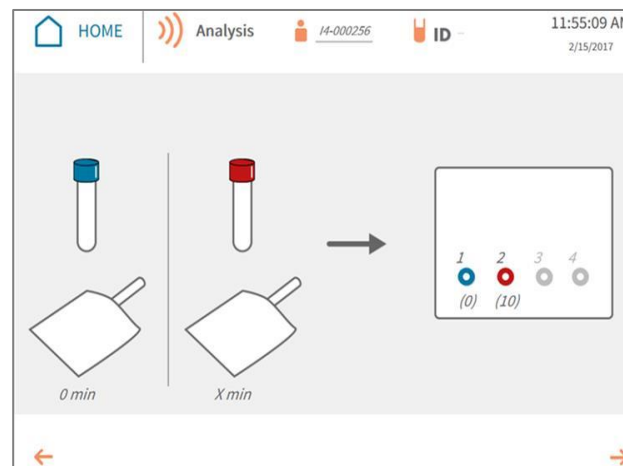 HOME Analysis I4-000256 ID -- 11:55:09 AM
2/15/2017
1 2 3 4
(0) (10)
0 min X min